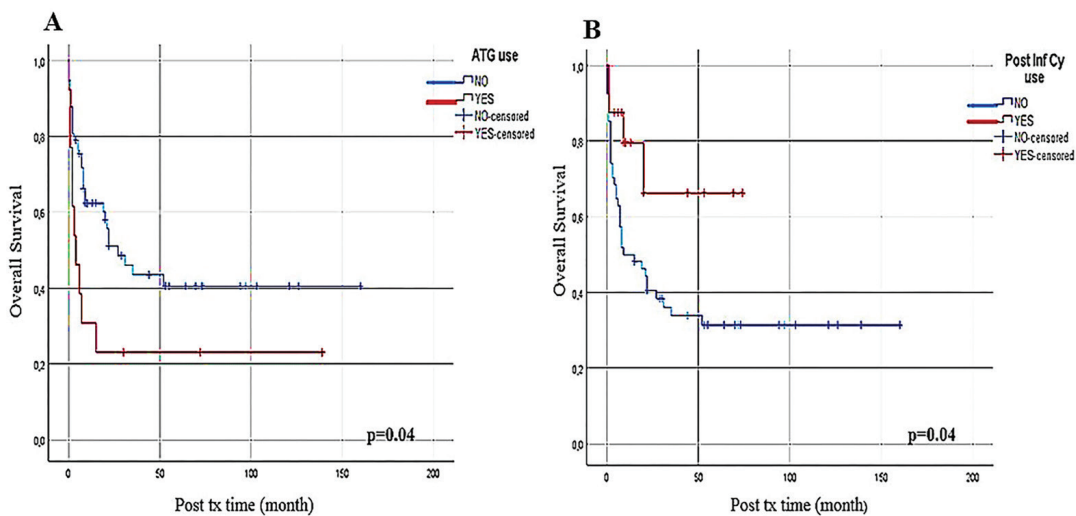 A
ATG use
NO
YES
NO-censored
YES-censored
Overall Survival
1,0
0,8
0,6
0,4
0,2
0,0
p=0.04
0
50
100
150
200
Post tx time (month)
B
Post Inf Cy
use
NO
YES
NO-censored
YES-censored
Overall Survival
1,0
0,8
0,6
0,4
0,2
0,0
p=0.04
0
50
100
150
200
Post tx time (month)